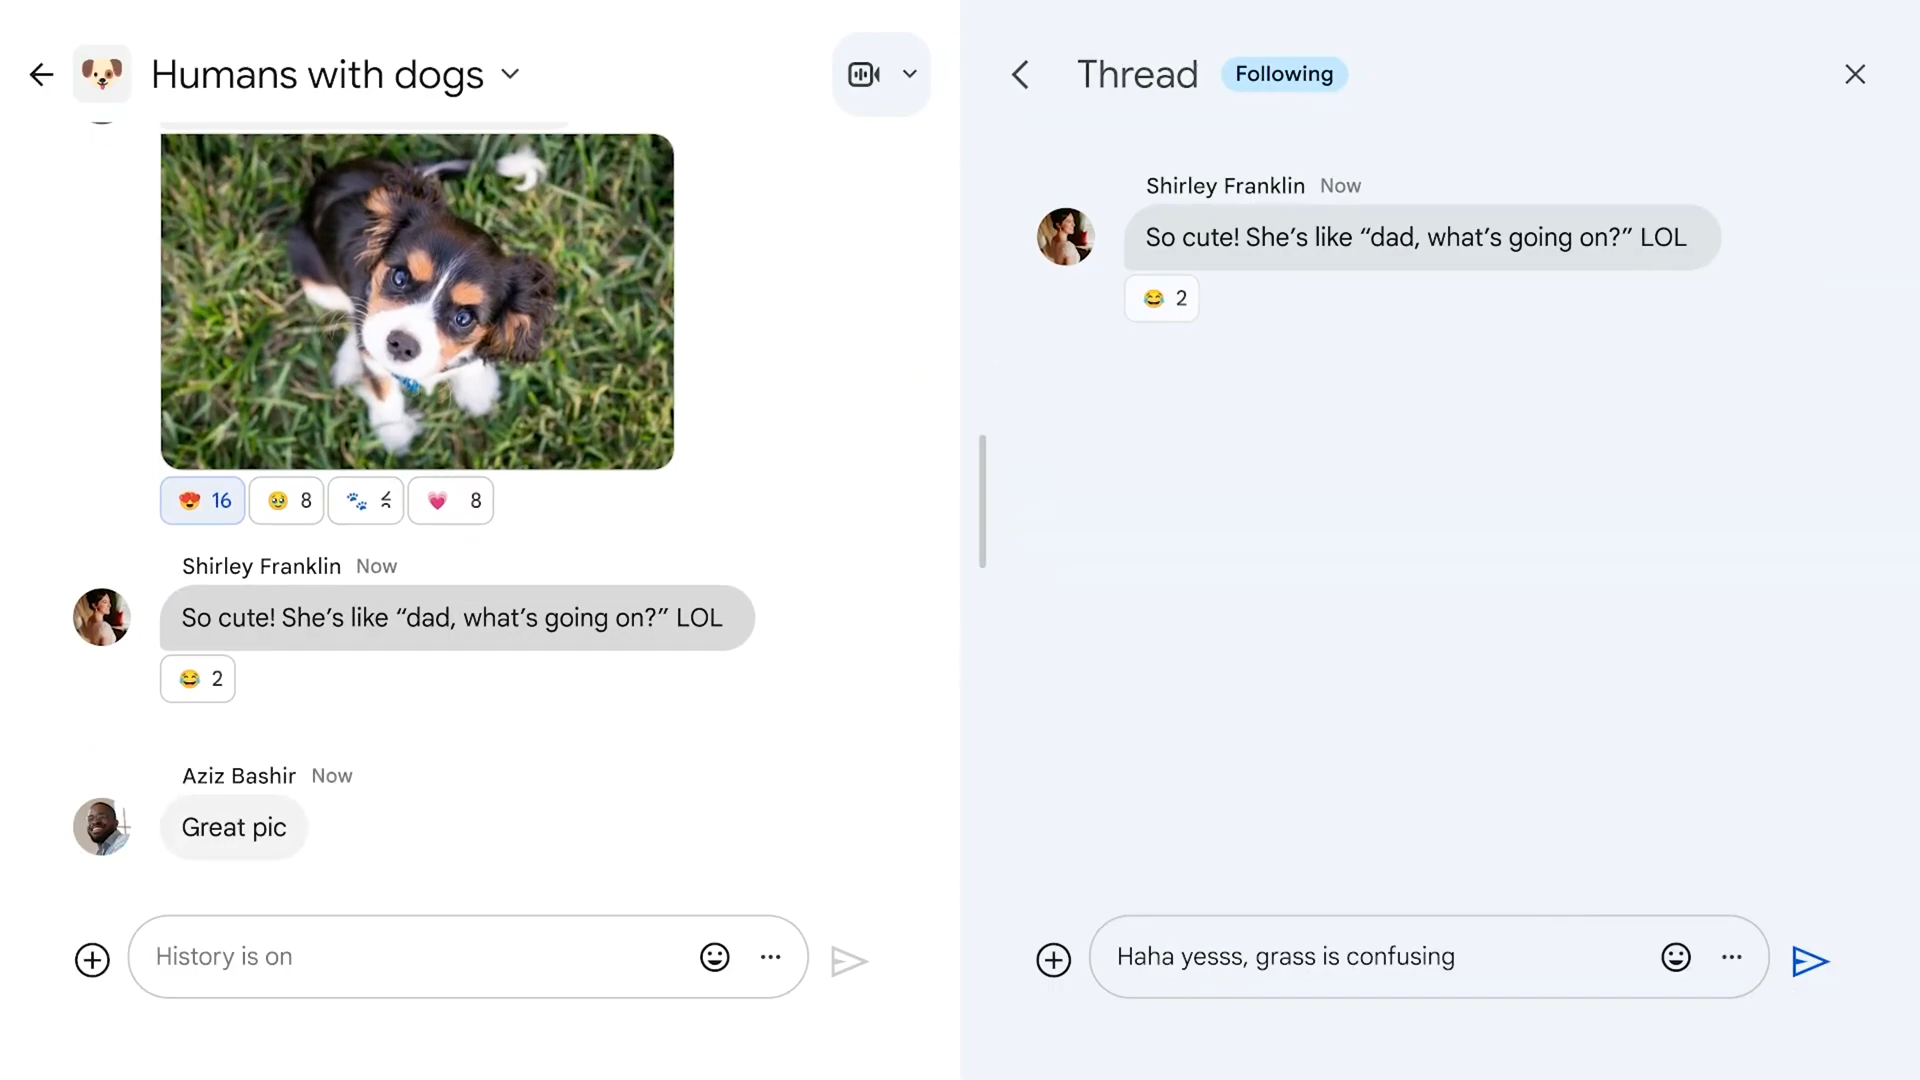 Humans with dogs
16
8
8
Shirley Franklin Now
So cute! She’s like “dad, what’s going on?” LOL
2
Aziz Bashir Now
Great pic
History is on
Thread
Following
Shirley Franklin Now
So cute! She’s like “dad, what’s going on?” LOL
2
Haha yesss, grass is confusing